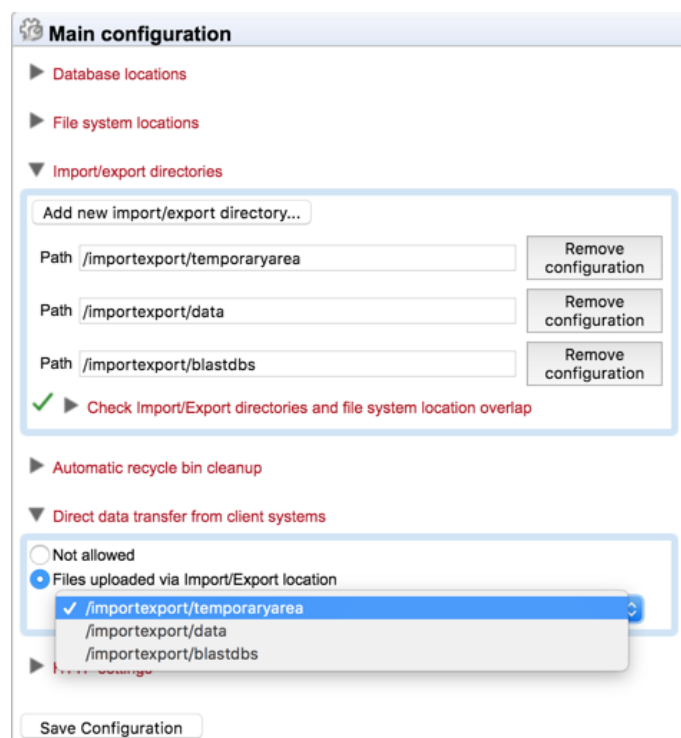 Main configuration
Database locations
File system locations
Import/export directories
Add new import/export directory...
Path /importexport/temporaryarea Remove configuration
Path /importexport/data Remove configuration
Path /importexport/blastdbs Remove configuration
Check Import/Export directories and file system location overlap
Automatic recycle bin cleanup
Direct data transfer from client systems
Not allowed
Files uploaded via Import/Export location
/importexport/temporaryarea
/importexport/data
/importexport/blastdbs
Save Configuration